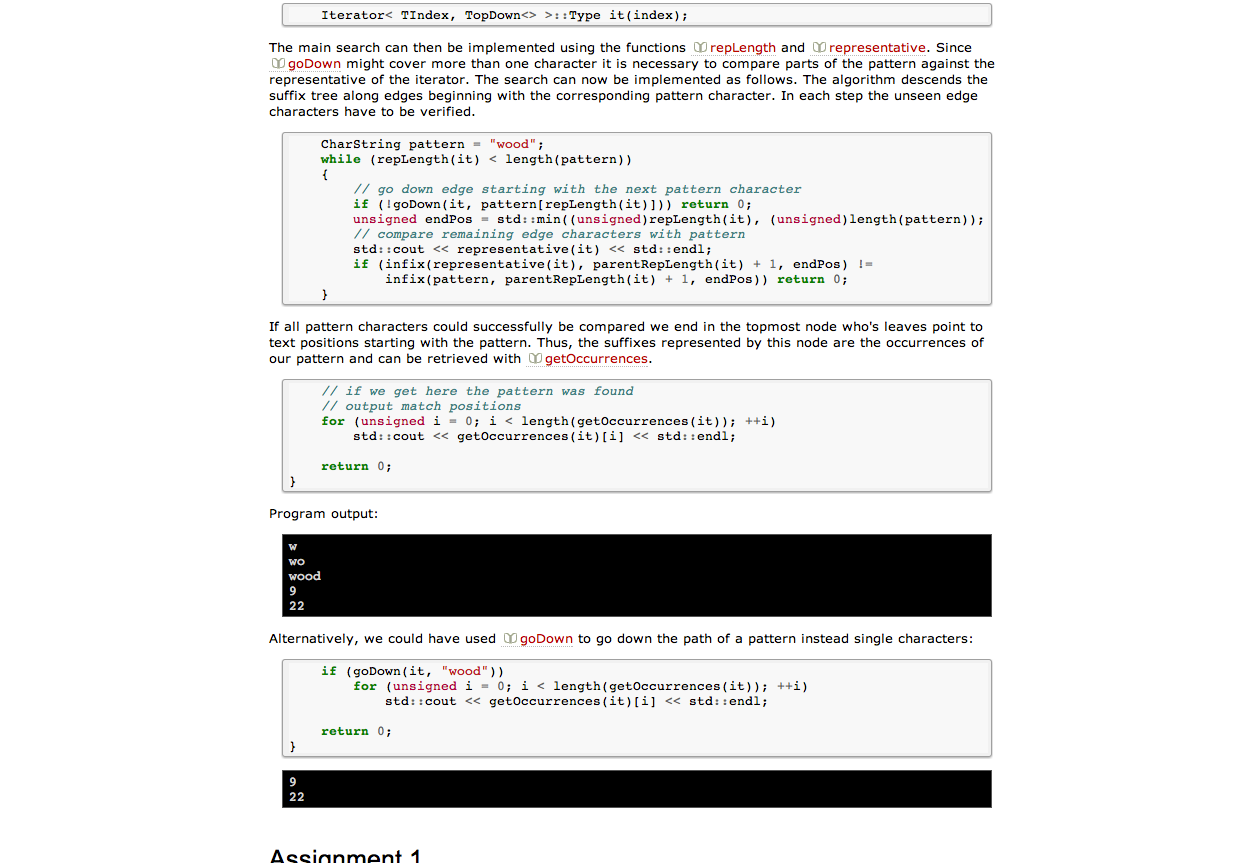 Iterator< TIndex, TopDown<> >::Type it(index);
The main search can then be implemented using the functions repLength and representative. Since
goDown might cover more than one character it is necessary to compare parts of the pattern against the
representative of the iterator. The search can now be implemented as follows. The algorithm descends the
suffix tree along edges beginning with the corresponding pattern character. In each step the unseen edge
characters have to be verified.
CharString pattern = "wood";
while (repLength(it) < length(pattern))
{
// go down edge starting with the next pattern character
if (!goDown(it, pattern[repLength(it)])) return 0;
unsigned endPos = std::min((unsigned)repLength(it), (unsigned)length(pattern));
// compare remaining edge characters with pattern
std::cout << representative(it) << std::endl;
if (infix(representative(it), parentRepLength(it) + 1, endPos) !=
infix(pattern, parentRepLength(it) + 1, endPos)) return 0;
}
If all pattern characters could successfully be compared we end in the topmost node who's leaves point to
text positions starting with the pattern. Thus, the suffixes represented by this node are the occurrences of
our pattern and can be retrieved with getOccurrences.
// if we get here the pattern was found
// output match positions
for (unsigned i = 0; i < length(getOccurrences(it)); ++i)
std::cout << getOccurrences(it)[i] << std::endl;
return 0;
}
Program output:
w
wo
wood
9
22
Alternatively, we could have used goDown to go down the path of a pattern instead single characters:
if (goDown(it, "wood"))
for (unsigned i = 0; i < length(getOccurrences(it)); ++i)
std::cout << getOccurrences(it)[i] << std::endl;
return 0;
}
9
22
Assignment 1